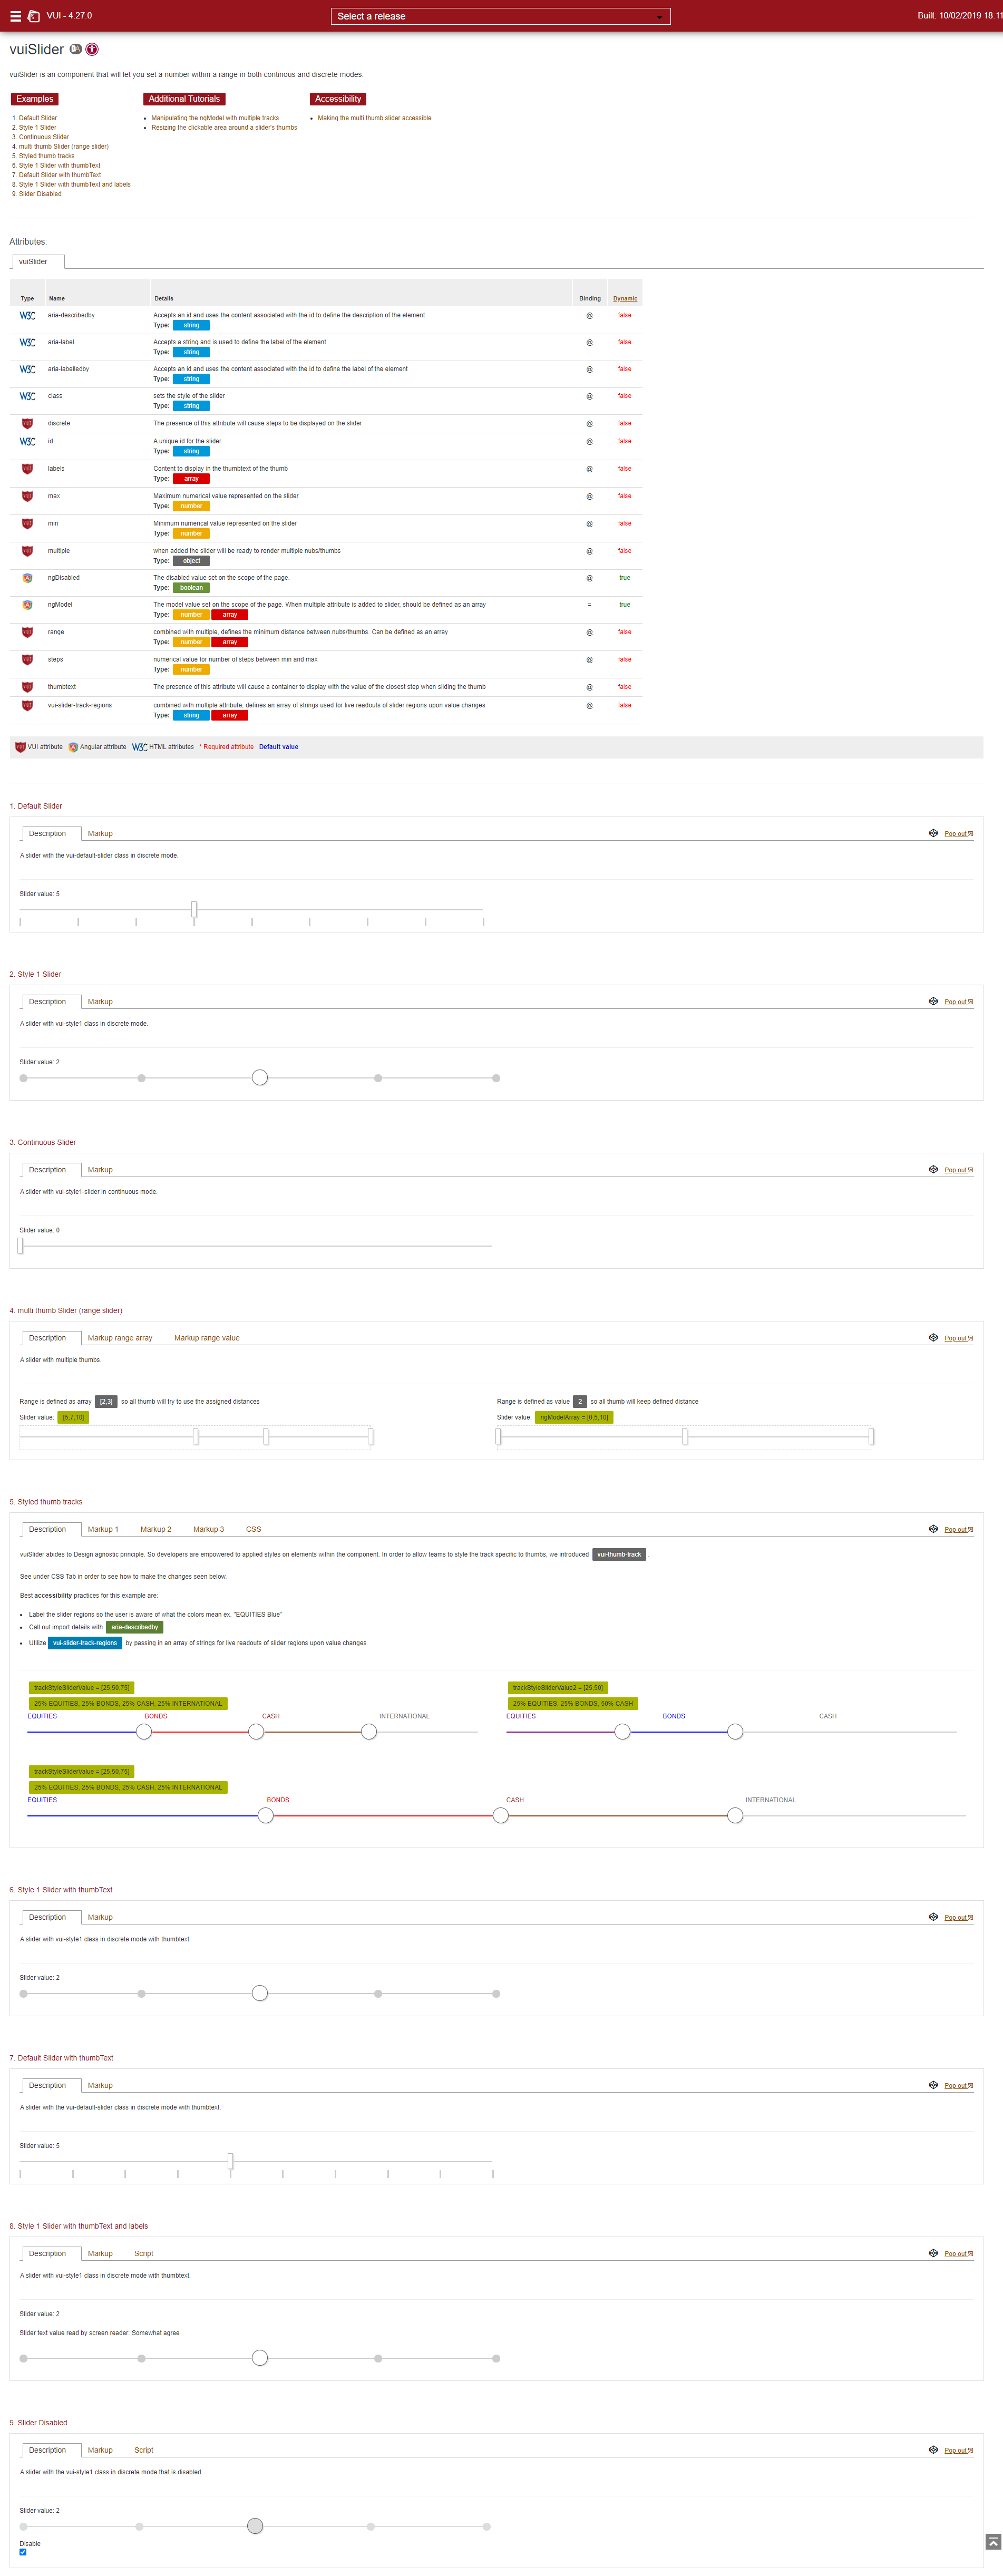 VUI - 4.27.0
Select a release
Built: 10/02/2019 18:11
vuiSlider
vuiSlider is an component that will let you set a number within a range in both continous and discrete modes.
Examples
1. Default Slider
2. Style 1 Slider
3. Continuous Slider
4. multi thumb Slider (range slider)
5. Styled thumb tracks
6. Style 1 Slider with thumbText
7. Default Slider with thumbText
8. Style 1 Slider with thumbText and labels
9. Slider Disabled
Additional Tutorials
Manipulating the ngModel with multiple tracks
Resizing the clickable area around a slider's thumbs
Accessibility
Making the multi thumb slider accessible
Attributes:
vuiSlider
Type Name Details Binding Dynamic
W3C aria-describedby Accepts an id and uses the content associated with the id to define the description of the element @ false
Type: string
W3C aria-label Accepts a string and is used to define the label of the element @ false
Type: string
W3C aria-labelledby Accepts an id and uses the content associated with the id to define the label of the element @ false
Type: string
W3C class sets the style of the slider @ false
Type: string
VUI discrete The presence of this attribute will cause steps to be displayed on the slider @ false
W3C id A unique id for the slider @ false
Type: string
VUI labels Content to display in the thumbtext of the thumb @ false
Type: array
VUI max Maximum numerical value represented on the slider @ false
Type: number
VUI min Minimum numerical value represented on the slider @ false
Type: number
VUI multiple when added the slider will be ready to render multiple nubs/thumbs @ false
Type: object
ngDisabled The disabled value set on the scope of the page. @ true
Type: boolean
ngModel The model value set on the scope of the page. When multiple attribute is added to slider, should be defined as an array = true
Type: number array
VUI range combined with multiple, defines the minimum distance between nubs/thumbs. Can be defined as an array @ false
Type: number array
VUI steps numerical value for number of steps between min and max @ false
Type: number
VUI thumbtext The presence of this attribute will cause a container to display with the value of the closest step when sliding the thumb @ false
VUI vui-slider-track-regions combined with multiple attribute, defines an array of strings used for live readouts of slider regions upon value changes @ false
Type: string array
VUI VUI attribute Angular attribute W3C HTML attributes * Required attribute Default value
1. Default Slider
Description Markup Pop out
A slider with the vui-default-slider class in discrete mode.
Slider value: 5
2. Style 1 Slider
Description Markup Pop out
A slider with vui-style1 class in discrete mode.
Slider value: 2
3. Continuous Slider
Description Markup Pop out
A slider with vui-style1-slider in continuous mode.
Slider value: 0
4. multi thumb Slider (range slider)
Description Markup range array Markup range value Pop out
A slider with multiple thumbs.
Range is defined as array [2,3] so all thumb will try to use the assigned distances
Slider value: [5,7,10]
Range is defined as value 2 so all thumb will keep defined distance
Slider value: ngModelArray = [0,5,10]
5. Styled thumb tracks
Description Markup 1 Markup 2 Markup 3 CSS Pop out
vuiSlider abides to Design agnostic principle. So developers are empowered to applied styles on elements within the component. In order to allow teams to style the track specific to thumbs, we introduced vui-thumb-track .
See under CSS Tab in order to see how to make the changes seen below.
Best accessibility practices for this example are:
Label the slider regions so the user is aware of what the colors mean ex. "EQUITIES Blue"
Call out import details with aria-describedby
Utilize vui-slider-track-regions by passing in an array of strings for live readouts of slider regions upon value changes
trackStyleSliderValue = [25,50,75]
25% EQUITIES, 25% BONDS, 25% CASH, 25% INTERNATIONAL
EQUITIES BONDS CASH INTERNATIONAL
trackStyleSliderValue2 = [25,50]
25% EQUITIES, 25% BONDS, 50% CASH
EQUITIES BONDS CASH
trackStyleSliderValue = [25,50,75]
25% EQUITIES, 25% BONDS, 25% CASH, 25% INTERNATIONAL
EQUITIES BONDS CASH INTERNATIONAL
6. Style 1 Slider with thumbText
Description Markup Pop out
A slider with vui-style1 class in discrete mode with thumbtext.
Slider value: 2
7. Default Slider with thumbText
Description Markup Pop out
A slider with the vui-default-slider class in discrete mode with thumbtext.
Slider value: 5
8. Style 1 Slider with thumbText and labels
Description Markup Script Pop out
A slider with vui-style1 class in discrete mode with thumbtext.
Slider value: 2
Slider text value read by screen reader: Somewhat agree
9. Slider Disabled
Description Markup Script Pop out
A slider with the vui-style1 class in discrete mode that is disabled.
Slider value: 2
Disable